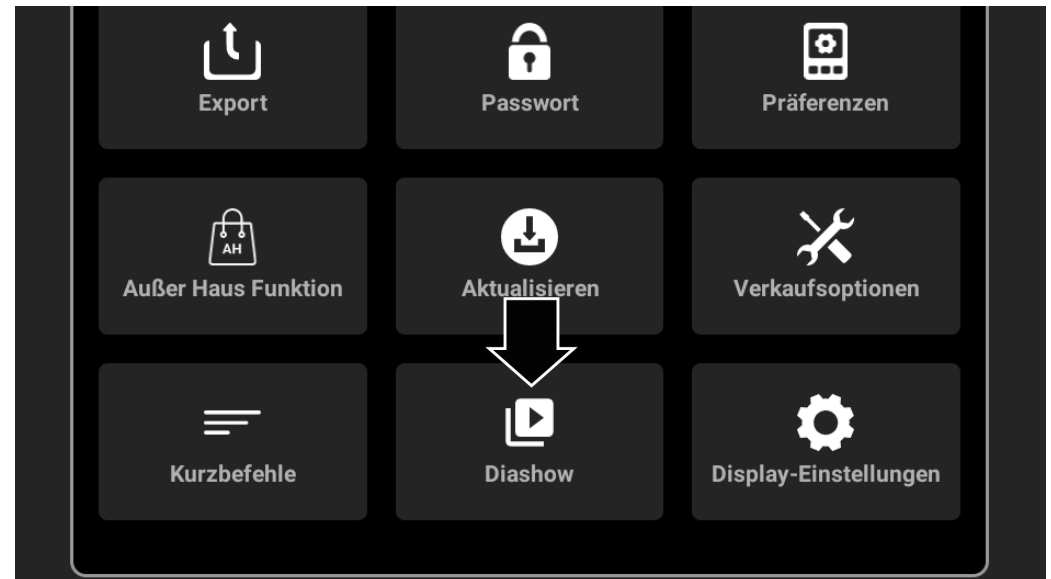 Export
Passwort
Präferenzen
AH
Außer Haus Funktion
Aktualisieren
Verkaufsoptionen
Kurzbefehle
Diashow
Display-Einstellungen